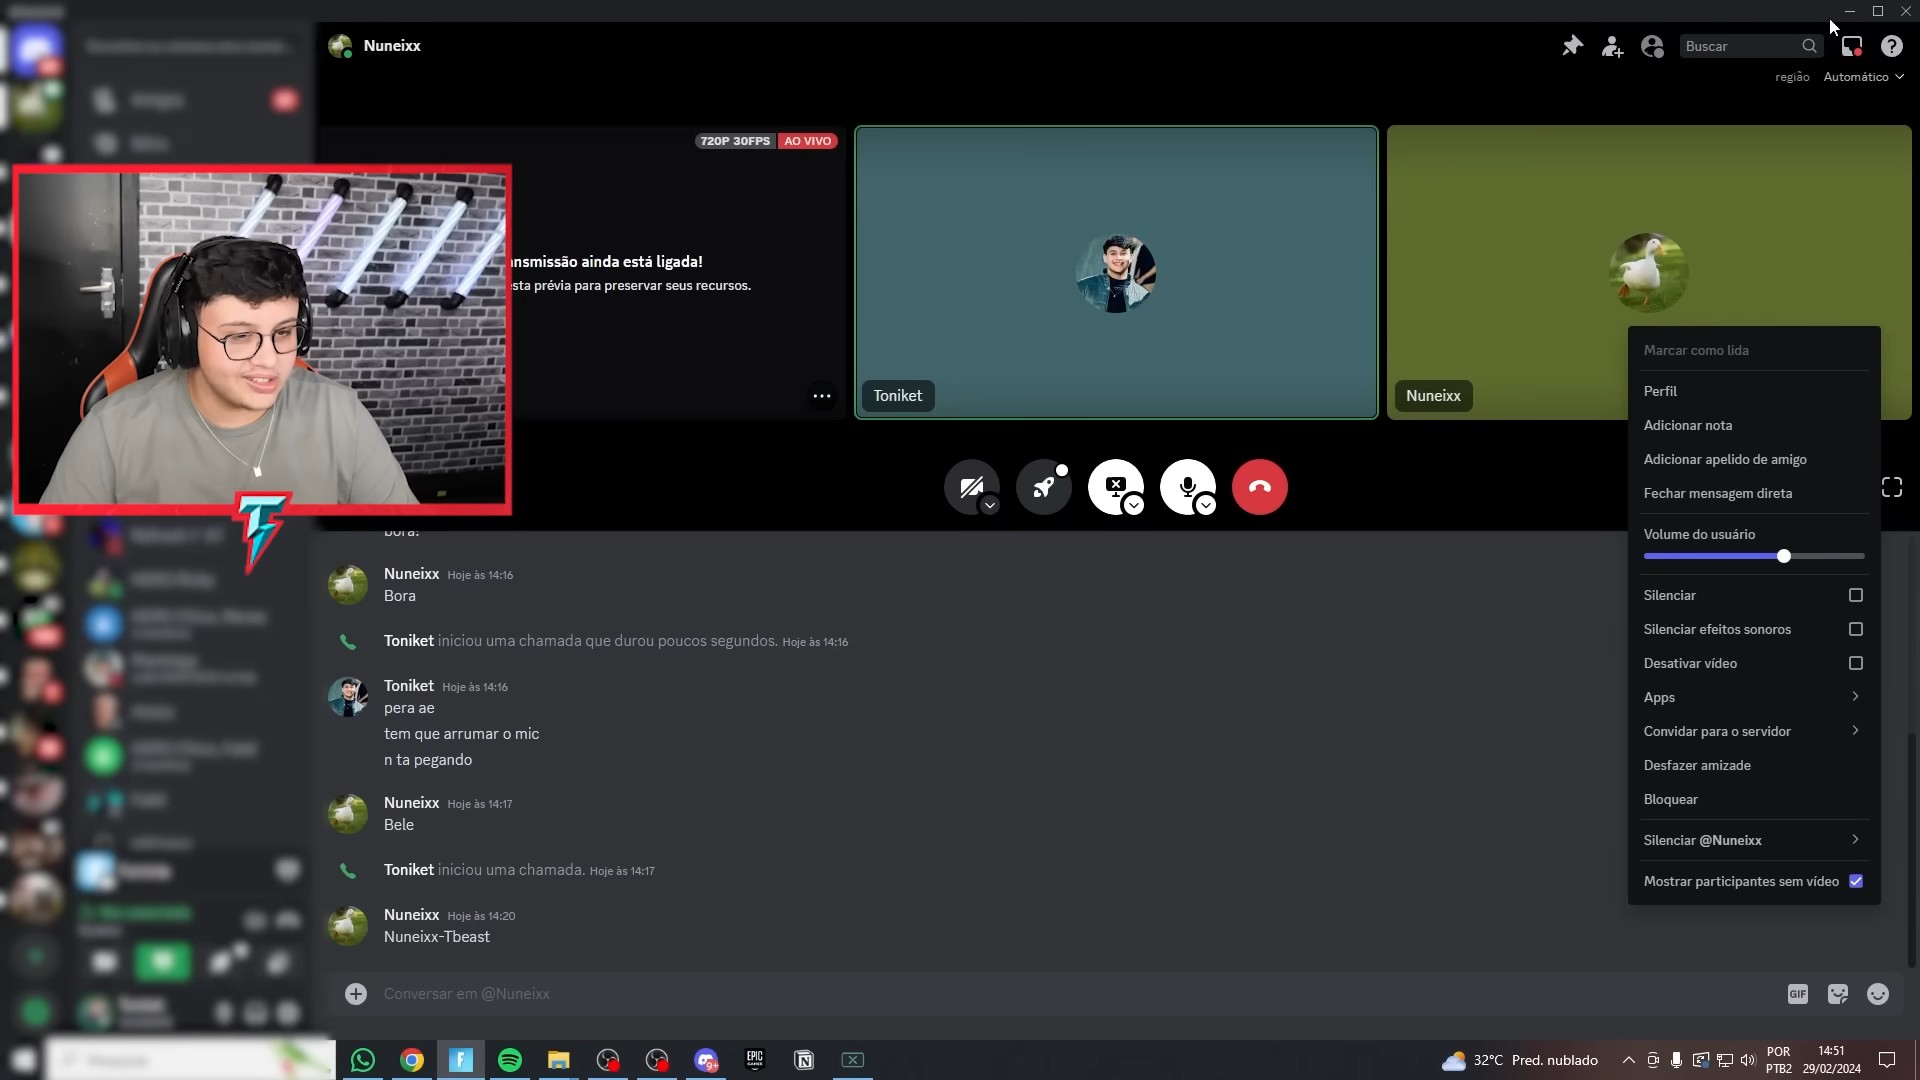 Nuneixx
Buscar
região Automático
720P 30FPS AO VIVO
ansmissão ainda está ligada!
sta prévia para preservar seus recursos.
Toniket
Nuneixx
Marcar como lida
Perfil
Adicionar nota
Adicionar apelido de amigo
Fechar mensagem direta
Volume do usuário
Silenciar
Silenciar efeitos sonoros
Desativar vídeo
Apps
Convidar para o servidor
Desfazer amizade
Bloquear
Silenciar @Nuneixx
Mostrar participantes sem vídeo
bora!
Nuneixx Hoje às 14:16
Bora
Toniket iniciou uma chamada que durou poucos segundos. Hoje às 14:16
Toniket Hoje às 14:16
pera ae
tem que arrumar o mic
n ta pegando
Nuneixx Hoje às 14:17
Bele
Toniket iniciou uma chamada. Hoje às 14:17
Nuneixx Hoje às 14:20
Nuneixx-Tbeast
Conversar em @Nuneixx
GIF
EPIC
GAMES
9+
32°C Pred. nublado
POR
PTB2
14:51
29/02/2024